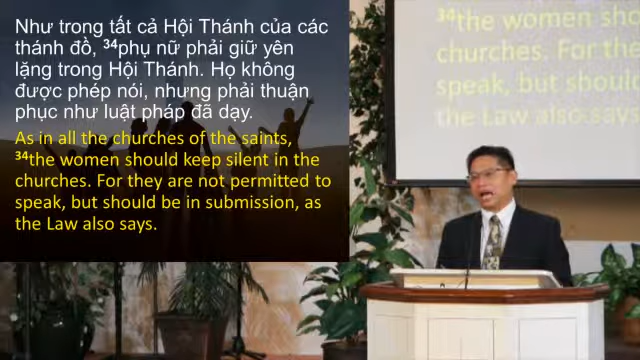 Như trong tất cả Hội Thánh của các
thánh đồ, ³⁴phụ nữ phải giữ yên
lặng trong Hội Thánh. Họ không
được phép nói, nhưng phải thuận
phục như luật pháp đã dạy.
As in all the churches of the saints,
³⁴the women should keep silent in the
churches. For they are not permitted to
speak, but should be in submission, as
the Law also says.
³⁴the women sho
churches. For the
speak, but should
the Law also says